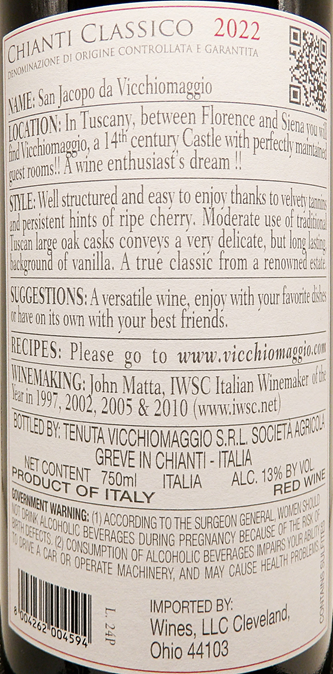 CHIANTI CLASSICO 2022
DENOMINAZIONE DI ORIGINE CONTROLLATA E GARANTITA
NAME: San Jacopo da Vicchiomaggio
LOCATION: In Tuscany, between Florence and Siena you will
find Vicchiomaggio, a 14th century Castle with perfectly maintained
guest rooms!! A wine enthusiast's dream !!
STYLE: Well structured and easy to enjoy thanks to velvety tannins
and persistent hints of ripe cherry. Moderate use of traditional
Tuscan large oak casks conveys a very delicate, but long lasting
background of vanilla. A true classic from a renowned estate.
SUGGESTIONS: A versatile wine, enjoy with your favorite dishes
or have on its own with your best friends.
RECIPES: Please go to www.vicchiomaggio.com
WINEMAKING: John Matta, IWSC Italian Winemaker of the
Year in 1997, 2002, 2005 & 2010 (www.iwsc.net)
BOTTLED BY: TENUTA VICCHIOMAGGIO S.R.L. SOCIETÀ AGRICOLA
GREVE IN CHIANTI - ITALIA
NET CONTENT 750ml ITALIA ALC. 13% BY VOL.
PRODUCT OF ITALY RED WINE
GOVERNMENT WARNING: (1) ACCORDING TO THE SURGEON GENERAL, WOMEN SHOULD
NOT DRINK ALCOHOLIC BEVERAGES DURING PREGNANCY BECAUSE OF THE RISK OF
BIRTH DEFECTS. (2) CONSUMPTION OF ALCOHOLIC BEVERAGES IMPAIRS YOUR ABILITY
TO DRIVE A CAR OR OPERATE MACHINERY, AND MAY CAUSE HEALTH PROBLEMS
8 004262 004594
L. 24P
IMPORTED BY:
Wines, LLC Cleveland,
Ohio 44103